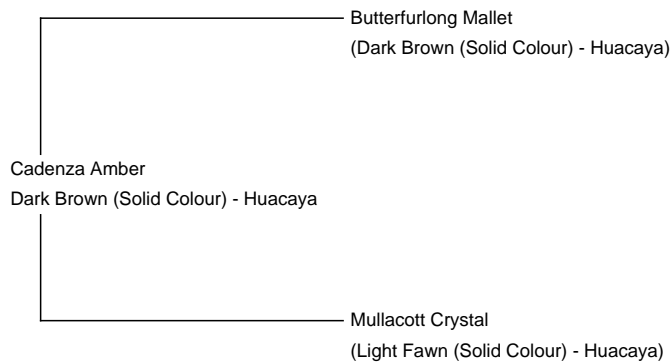 Butterfurlong Mallet
(Dark Brown (Solid Colour) - Huacaya)
Cadenza Amber
Dark Brown (Solid Colour) - Huacaya
Mullacott Crystal
(Light Fawn (Solid Colour) - Huacaya)